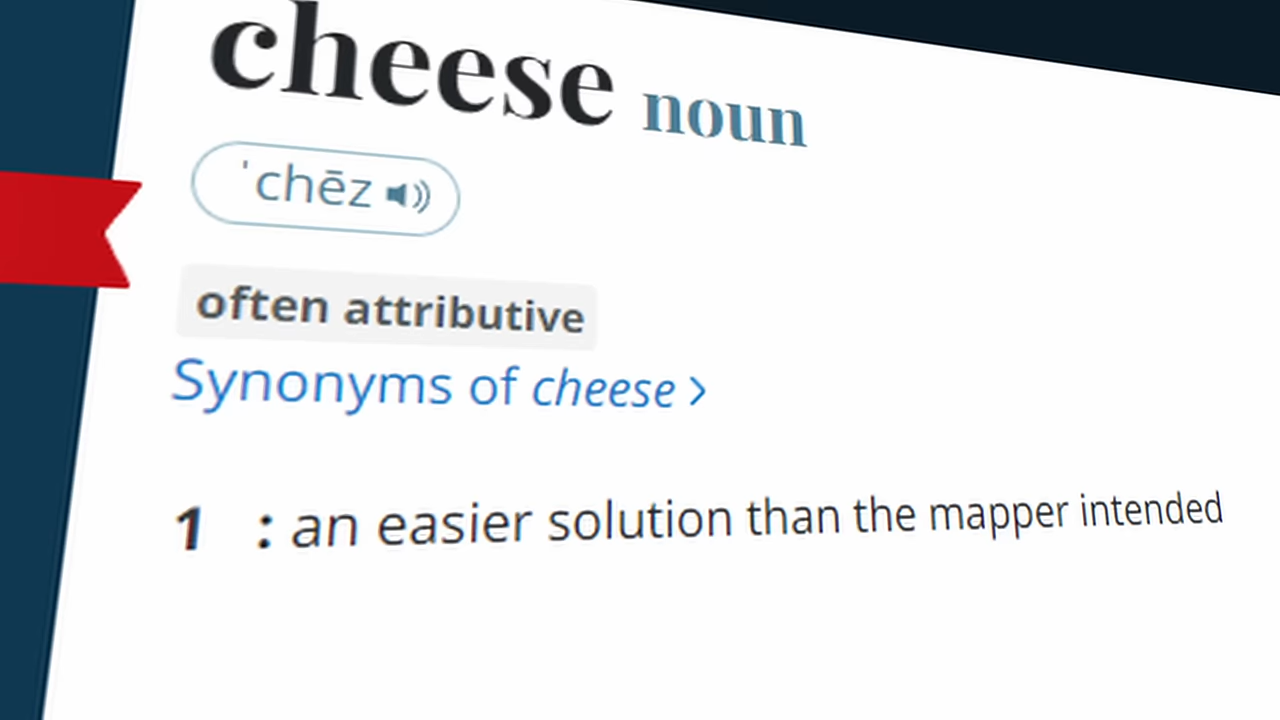 cheese noun
ˈchēz
often attributive
Synonyms of cheese >
1 : an easier solution than the mapper intended